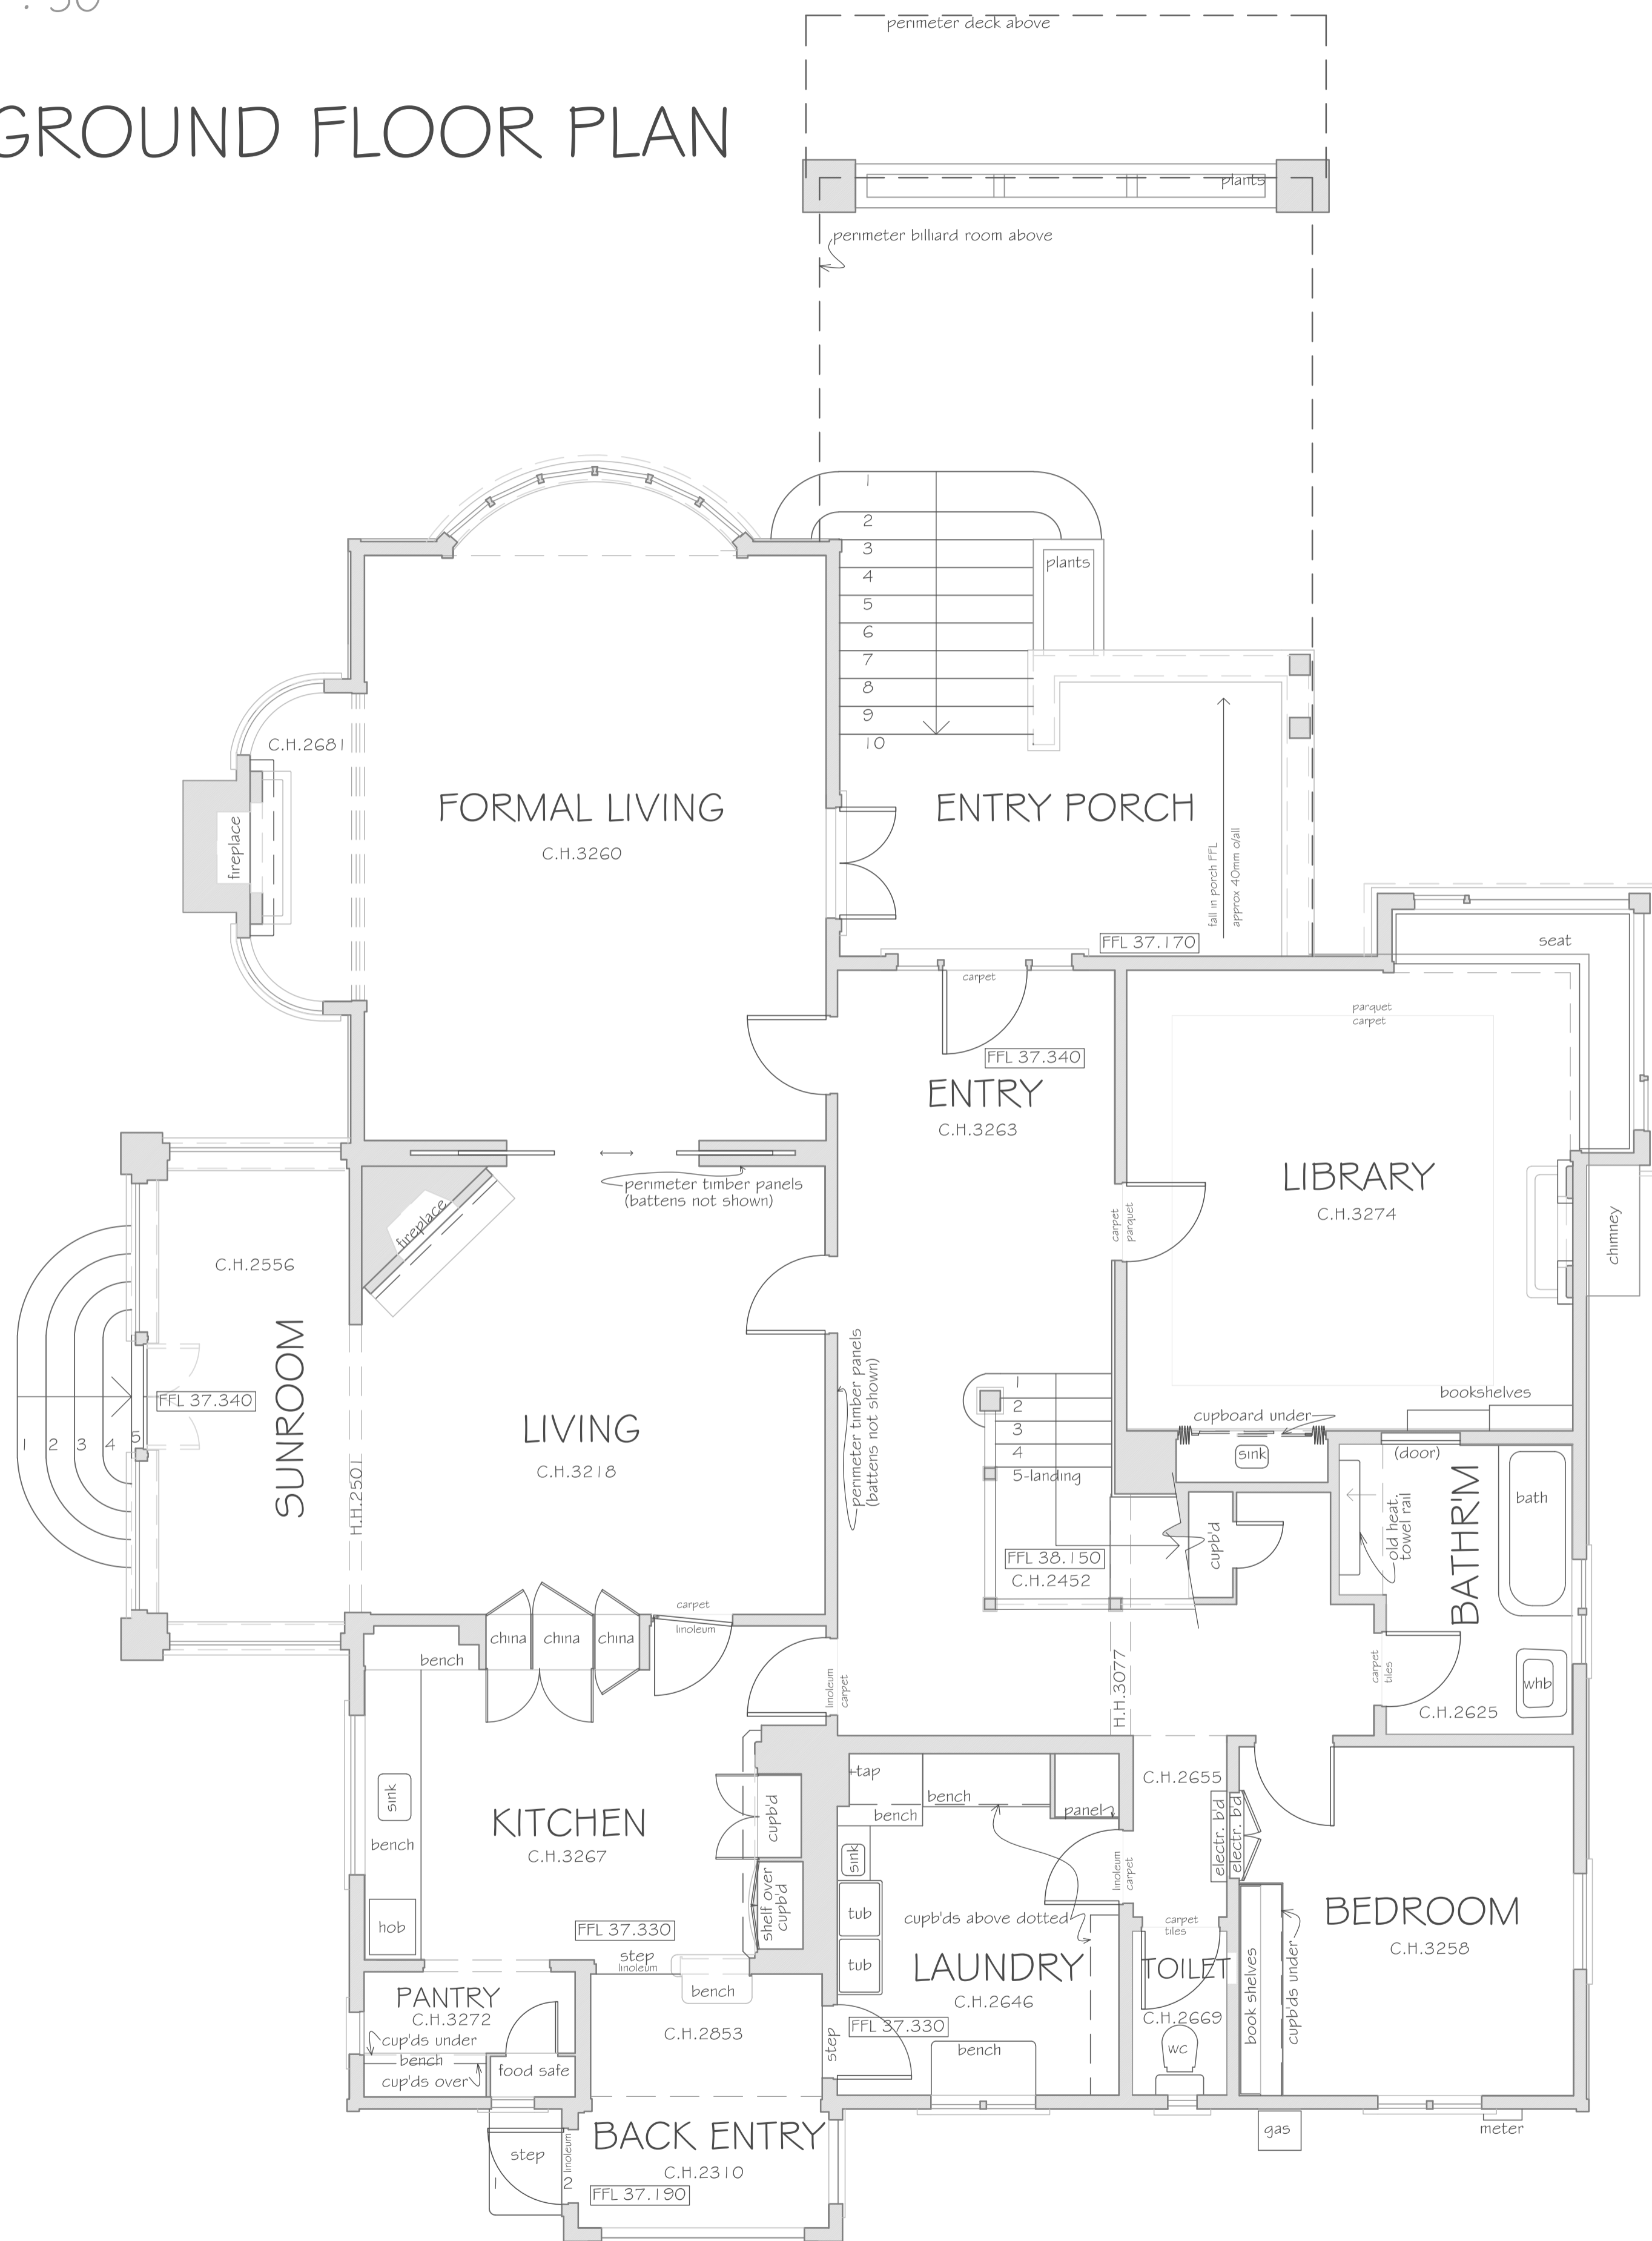 : 50
perimeter deck above
GROUND FLOOR PLAN
plants
perimeter billiard room above
1
2
3
4
5
6
7
8
9
10
plants
C.H.2681
fireplace
FORMAL LIVING
C.H.3260
ENTRY PORCH
fall in porch FFL
approx 40mm o/all
FFL 37.170
carpet
seat
parquet
carpet
FFL 37.340
ENTRY
C.H.3263
perimeter timber panels
(battens not shown)
LIBRARY
C.H.3274
carpet
parquet
chimney
fireplace
C.H.2556
SUNROOM
FFL 37.340
1
2
3
4
5
H.H.2501
LIVING
C.H.3218
perimeter timber panels
(battens not shown)
1
2
3
4
5-landing
bookshelves
cupboard under
sink
(door)
old heat.
towel rail
BATHR'M
bath
FFL 38.150
C.H.2452
cupb'd
carpet
linoleum
china
china
china
bench
linoleum
carpet
H.H.3077
carpet
tiles
whb
C.H.2625
sink
bench
KITCHEN
C.H.3267
cupb'd
tap
bench
bench
panel
C.H.2655
electr. b'd
electr. b'd
sink
linoleum
carpet
hob
FFL 37.330
step
linoleum
shelf over
cupb'd
tub
tub
cupb'ds above dotted
LAUNDRY
C.H.2646
carpet
tiles
TOILET
C.H.2669
wc
book shelves
cupb'ds under
BEDROOM
C.H.3258
PANTRY
C.H.3272
cup'ds under
bench
cup'ds over
food safe
bench
C.H.2853
step
FFL 37.330
bench
BACK ENTRY
C.H.2310
FFL 37.190
step
1
2
linoleum
gas
meter